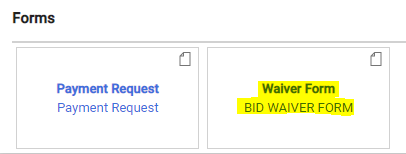 Forms
Payment Request
Payment Request
Waiver Form
BID WAIVER FORM